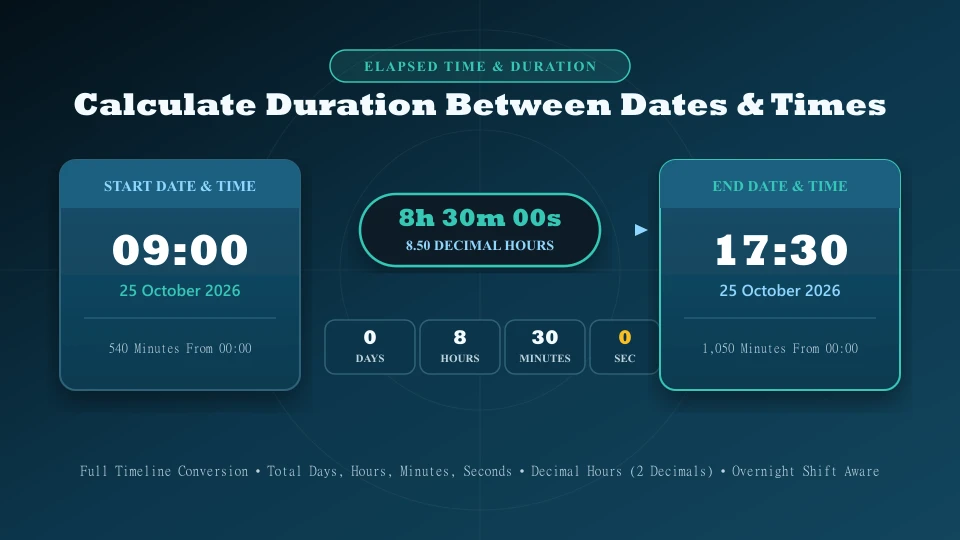 ELAPSED TIME & DURATION
Calculate Duration Between Dates & Times
START DATE & TIME
09:00
25 October 2026
540 Minutes From 00:00
8h 30m 00s
8.50 DECIMAL HOURS
0
DAYS
8
HOURS
30
MINUTES
0
SEC
END DATE & TIME
17:30
25 October 2026
1,050 Minutes From 00:00
Full Timeline Conversion • Total Days, Hours, Minutes, Seconds • Decimal Hours (2 Decimals) • Overnight Shift Aware